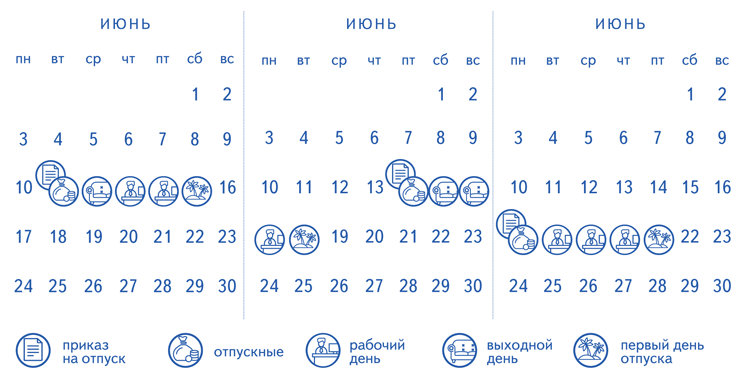 ИЮНЬ
пн вт ср чт пт сб вс
1 2
3 4 5 6 7 8 9
10 16
17 18 19 20 21 22 23
24 25 26 27 28 29 30
ИЮНЬ
пн вт ср чт пт сб вс
1 2
3 4 5 6 7 8 9
10 11 12 13
19 20 21 22 23
24 25 26 27 28 29 30
ИЮНЬ
пн вт ср чт пт сб вс
1 2
3 4 5 6 7 8 9
10 11 12 13 14 15 16
22 23
24 25 26 27 28 29 30
приказ
на отпуск
отпускные
рабочий
день
выходной
день
первый день
отпуска